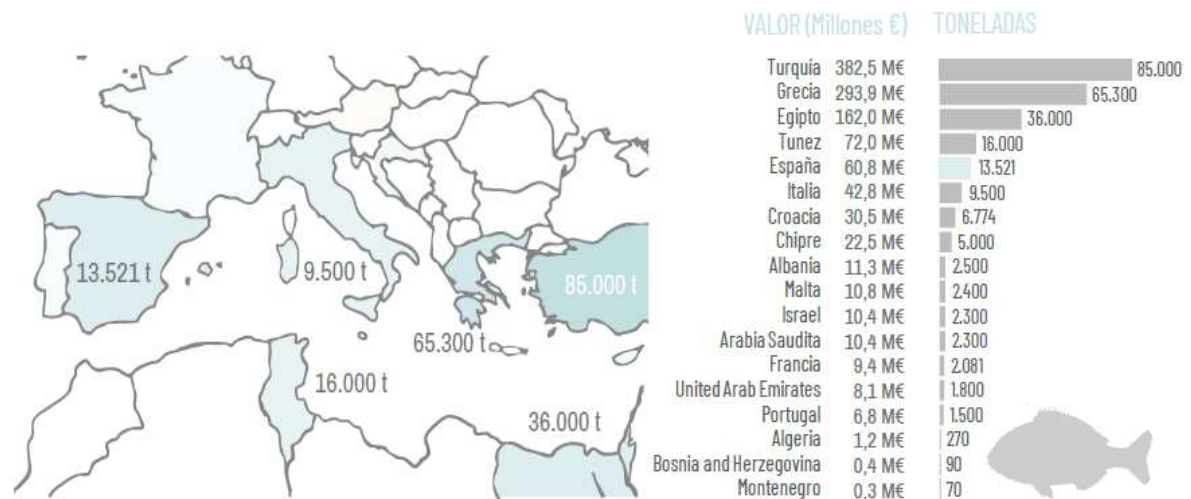 VALOR (Millones €) TONELADAS
Turquía 382,5 M€ 85.000
Grecia 293,9 M€ 65.300
Egipto 162,0 M€ 36.000
Tunez 72,0 M€ 16.000
España 60,8 M€ 13.521
Italia 42,8 M€ 9.500
Croacia 30,5 M€ 6.774
Chipre 22,5 M€ 5.000
Albania 11,3 M€ 2.500
Malta 10,8 M€ 2.400
Israel 10,4 M€ 2.300
Arabia Saudita 10,4 M€ 2.300
Francia 9,4 M€ 2.081
United Arab Emirates 8,1 M€ 1.800
Portugal 6,8 M€ 1.500
Algeria 1,2 M€ 270
Bosnia and Herzegovina 0,4 M€ 90
Montenegro 0,3 M€ 70
13.521 t
9.500 t
85.000 t
65.300 t
16.000 t
36.000 t